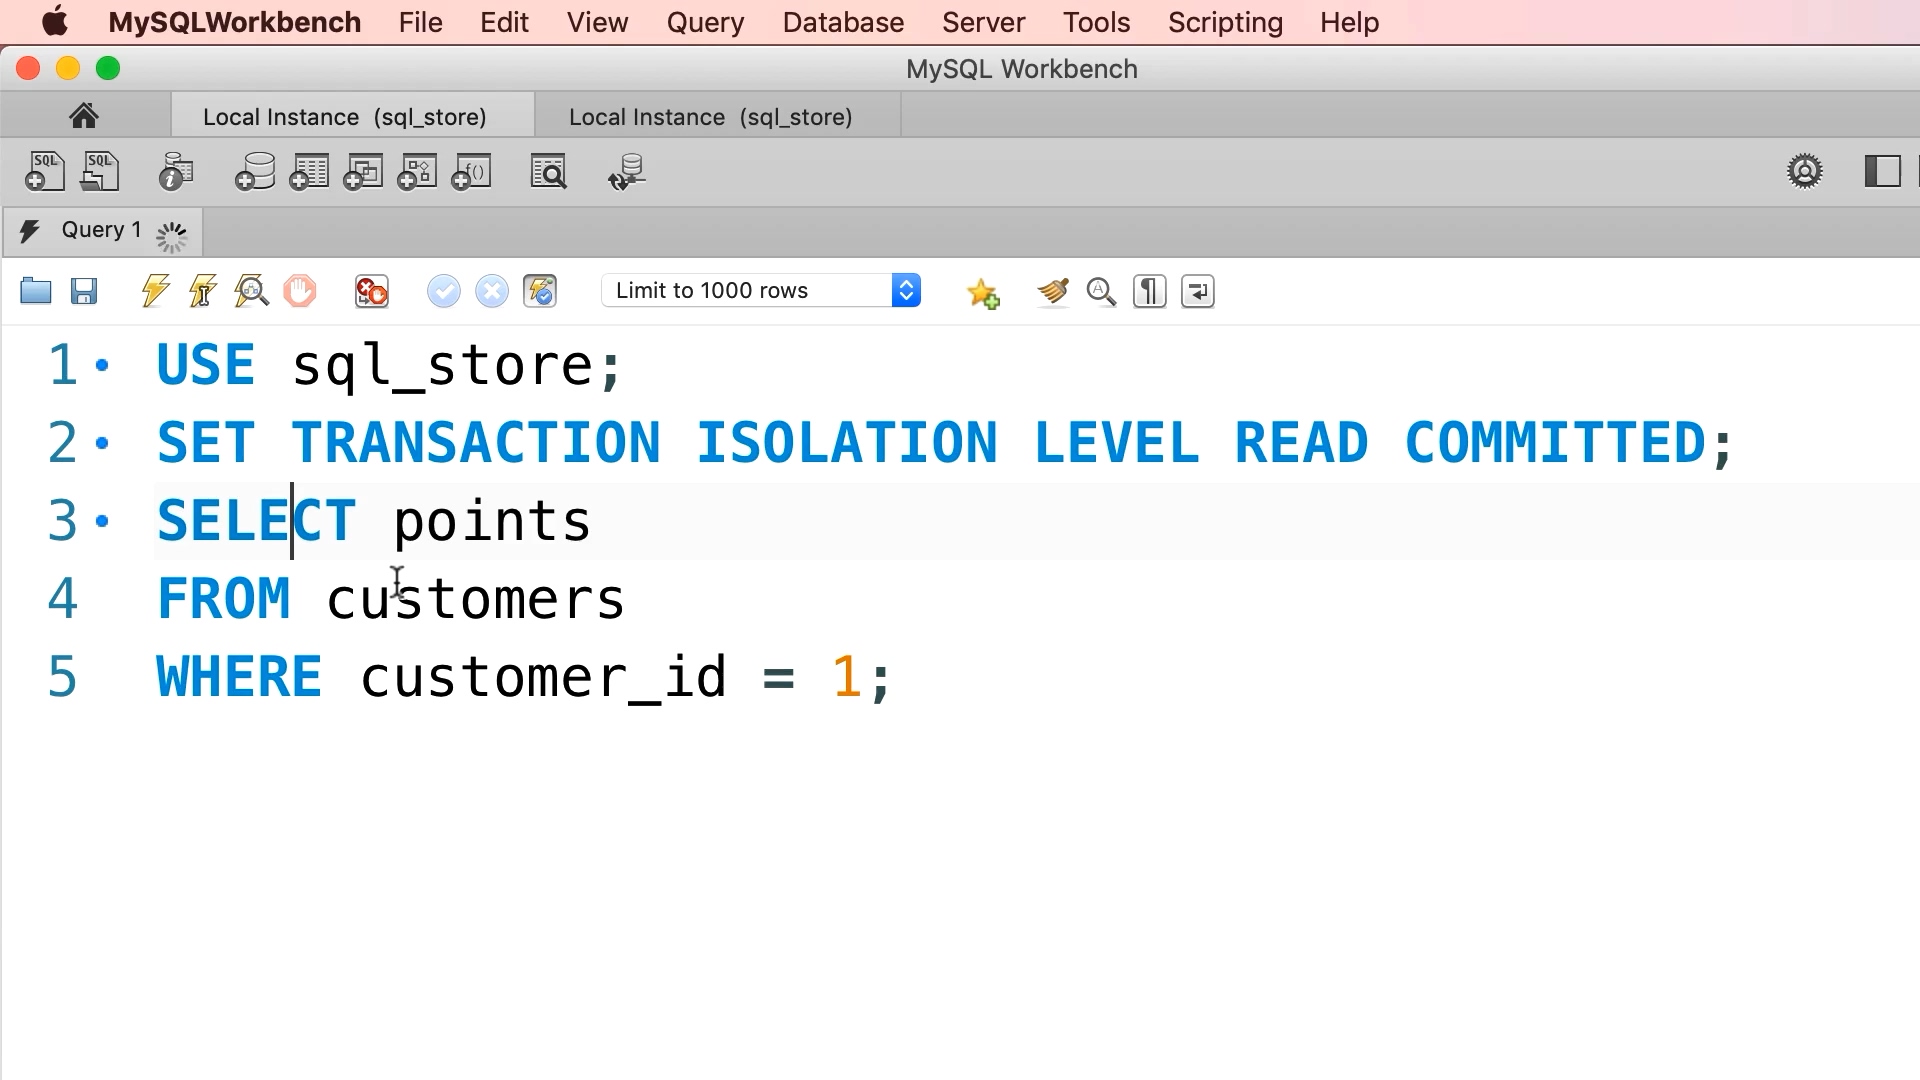 MySQLWorkbench File Edit View Query Database Server Tools Scripting Help
MySQL Workbench
Local Instance (sql_store) Local Instance (sql_store)
SQL SQL
Query 1
Limit to 1000 rows
1 USE sql_store;
2 SET TRANSACTION ISOLATION LEVEL READ COMMITTED;
3 SELECT points
4 FROM customers
5 WHERE customer_id = 1;